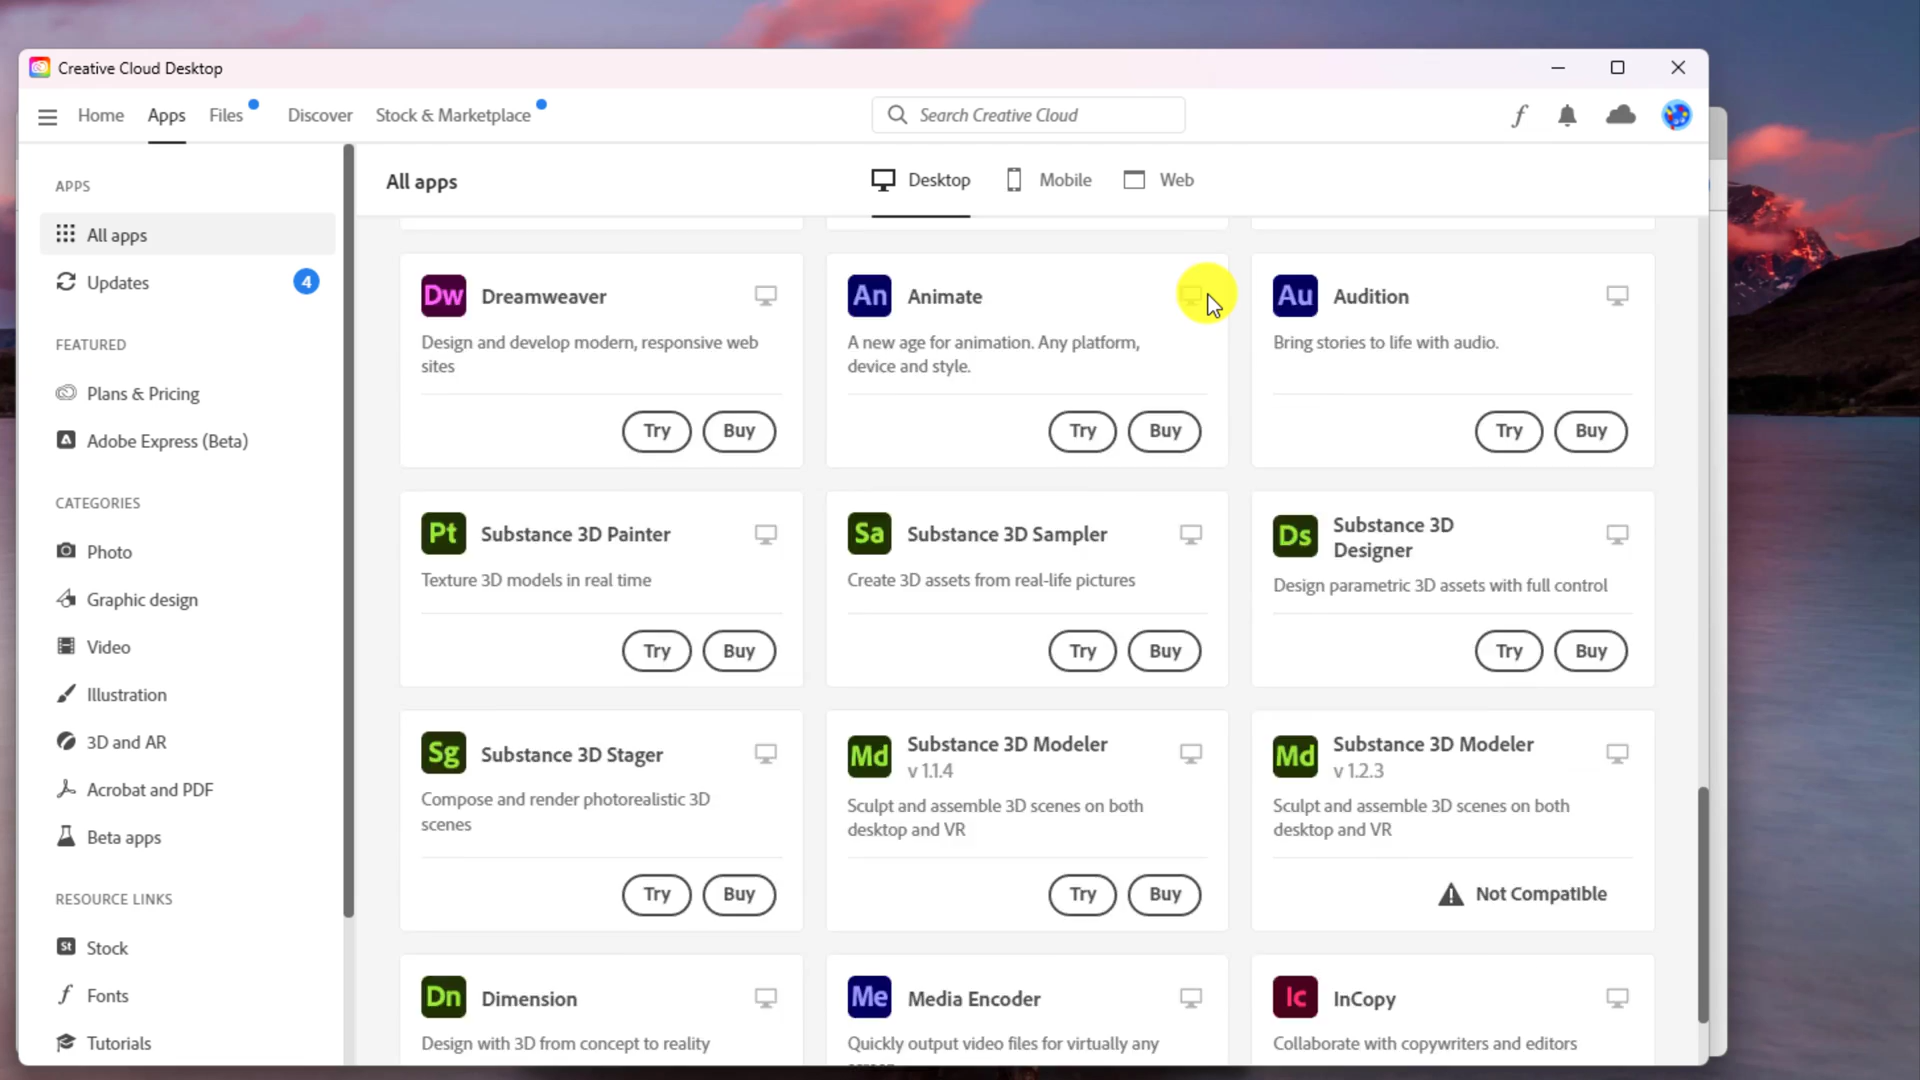 Creative Cloud Desktop
Home
Apps
Files
Discover
Stock & Marketplace
Search Creative Cloud
APPS
All apps
Updates
4
FEATURED
Plans & Pricing
Adobe Express (Beta)
CATEGORIES
Photo
Graphic design
Video
Illustration
3D and AR
Acrobat and PDF
Beta apps
RESOURCE LINKS
St
Stock
Fonts
Tutorials
All apps
Desktop
Mobile
Web
Dw
Dreamweaver
Design and develop modern, responsive web
sites
Try
Buy
An
Animate
A new age for animation. Any platform,
device and style.
Try
Buy
Au
Audition
Bring stories to life with audio.
Try
Buy
Pt
Substance 3D Painter
Texture 3D models in real time
Try
Buy
Sa
Substance 3D Sampler
Create 3D assets from real-life pictures
Try
Buy
Ds
Substance 3D
Designer
Design parametric 3D assets with full control
Try
Buy
Sg
Substance 3D Stager
Compose and render photorealistic 3D
scenes
Try
Buy
Md
Substance 3D Modeler
v 1.1.4
Sculpt and assemble 3D scenes on both
desktop and VR
Try
Buy
Md
Substance 3D Modeler
v 1.2.3
Sculpt and assemble 3D scenes on both
desktop and VR
Not Compatible
Dn
Dimension
Design with 3D from concept to reality
Me
Media Encoder
Quickly output video files for virtually any
Ic
InCopy
Collaborate with copywriters and editors